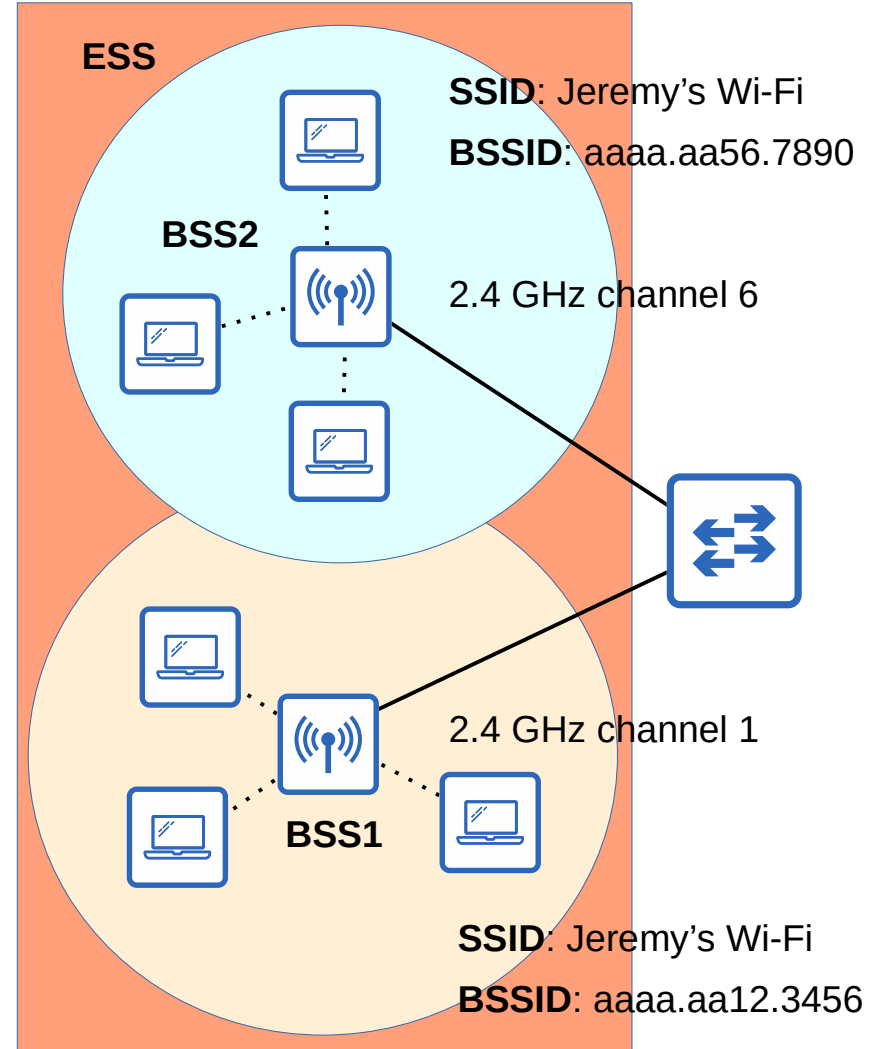 ESS
SSID: Jeremy’s Wi-Fi
BSSID: aaaa.aa56.7890
BSS2
2.4 GHz channel 6
2.4 GHz channel 1
BSS1
SSID: Jeremy’s Wi-Fi
BSSID: aaaa.aa12.3456